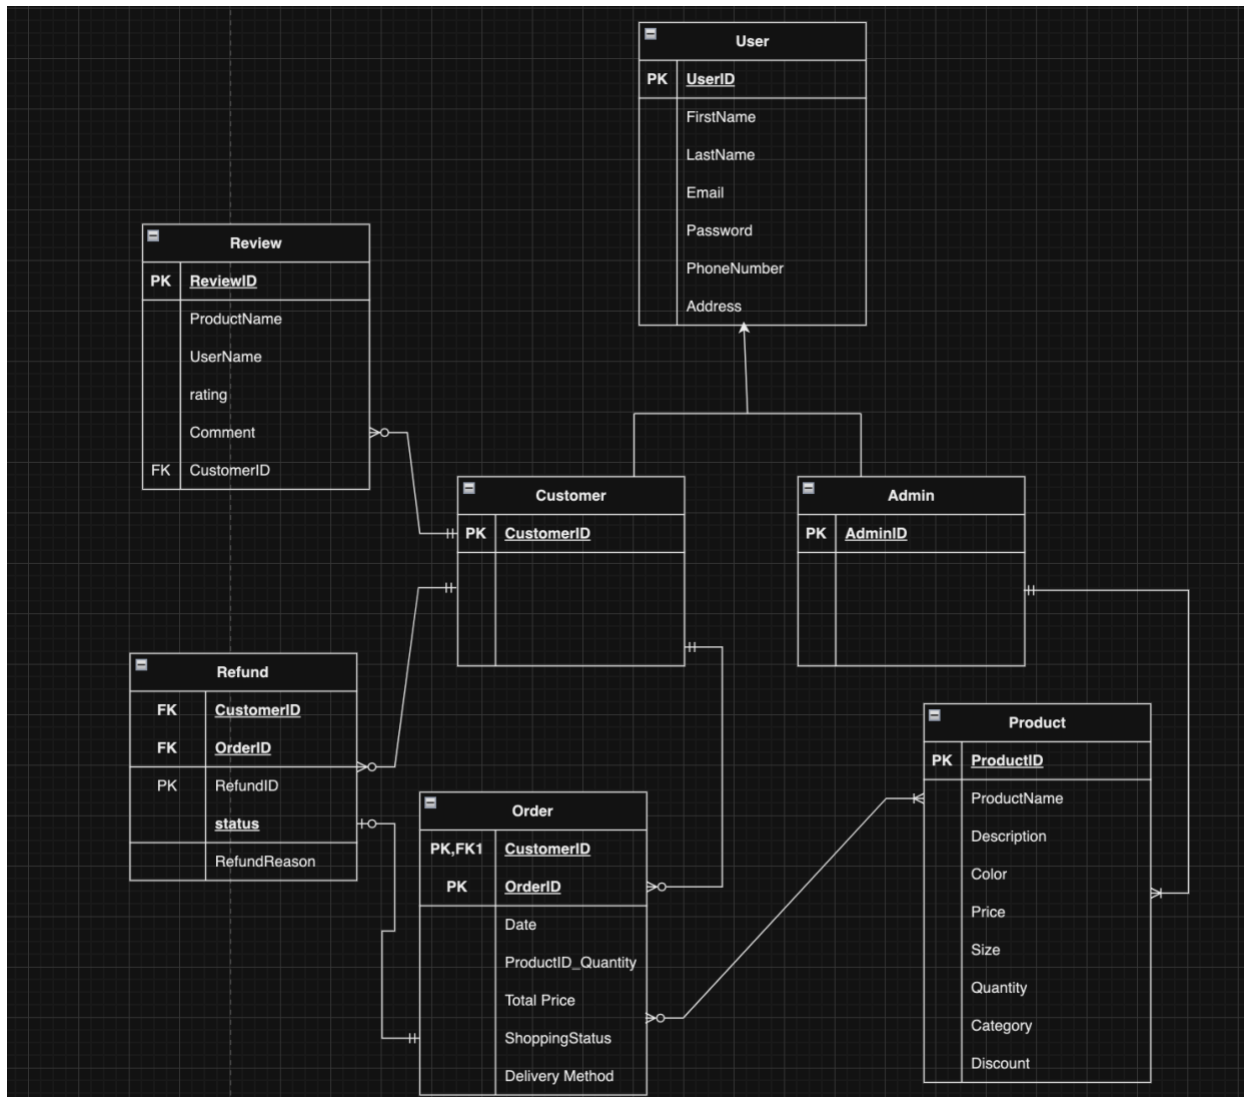 User
PK UserID
FirstName
LastName
Email
Password
PhoneNumber
Address
Review
PK ReviewID
ProductName
UserName
rating
Comment
FK CustomerID
Customer
PK CustomerID
Admin
PK AdminID
Refund
FK CustomerID
FK OrderID
PK RefundID
status
RefundReason
Order
PK,FK1 CustomerID
PK OrderID
Date
ProductID_Quantity
Total Price
ShoppingStatus
Delivery Method
Product
PK ProductID
ProductName
Description
Color
Price
Size
Quantity
Category
Discount